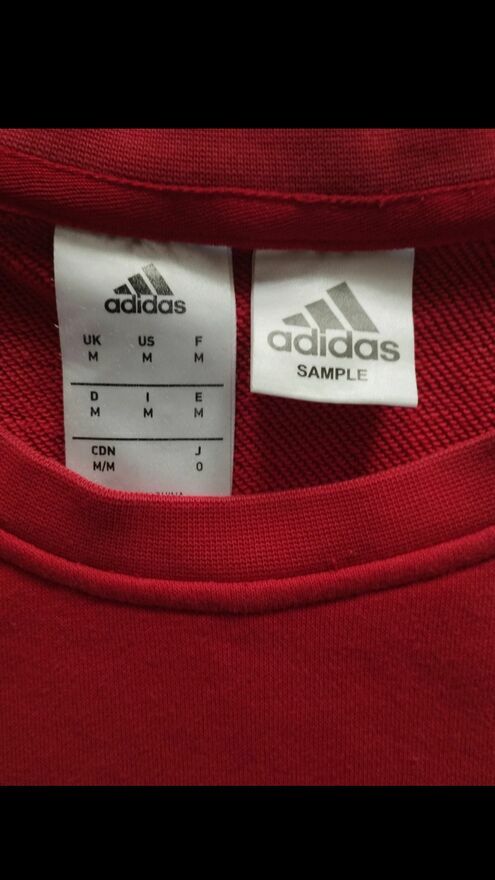 adidas
UK US F
M M M
D I E
M M M
CDN J
M/M O
adidas
SAMPLE